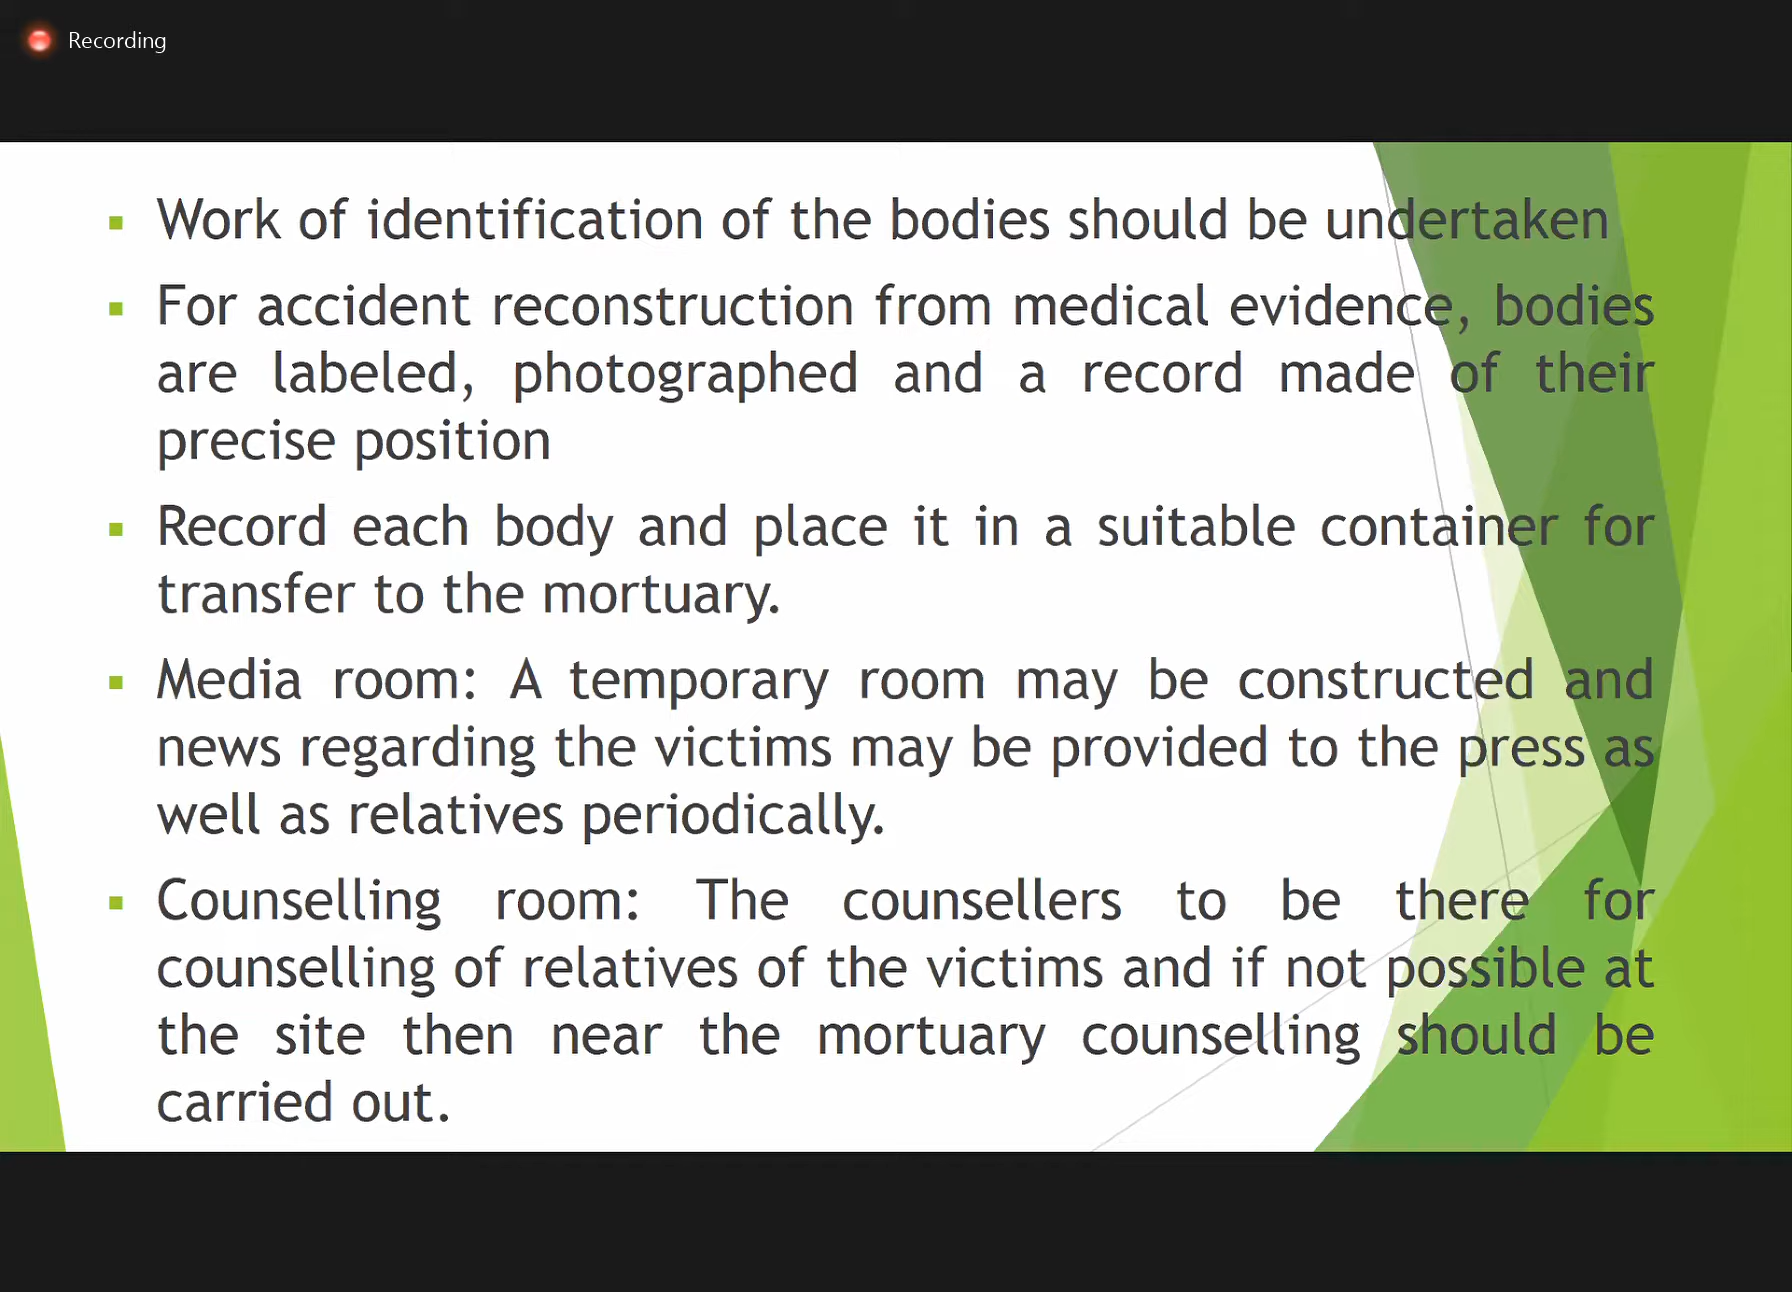 Recording
▪ Work of identification of the bodies should be undertaken
▪ For accident reconstruction from medical evidence, bodies
are labeled, photographed and a record made of their
precise position
▪ Record each body and place it in a suitable container for
transfer to the mortuary.
▪ Media room: A temporary room may be constructed and
news regarding the victims may be provided to the press as
well as relatives periodically.
▪ Counselling room: The counsellers to be there for
counselling of relatives of the victims and if not possible at
the site then near the mortuary counselling should be
carried out.